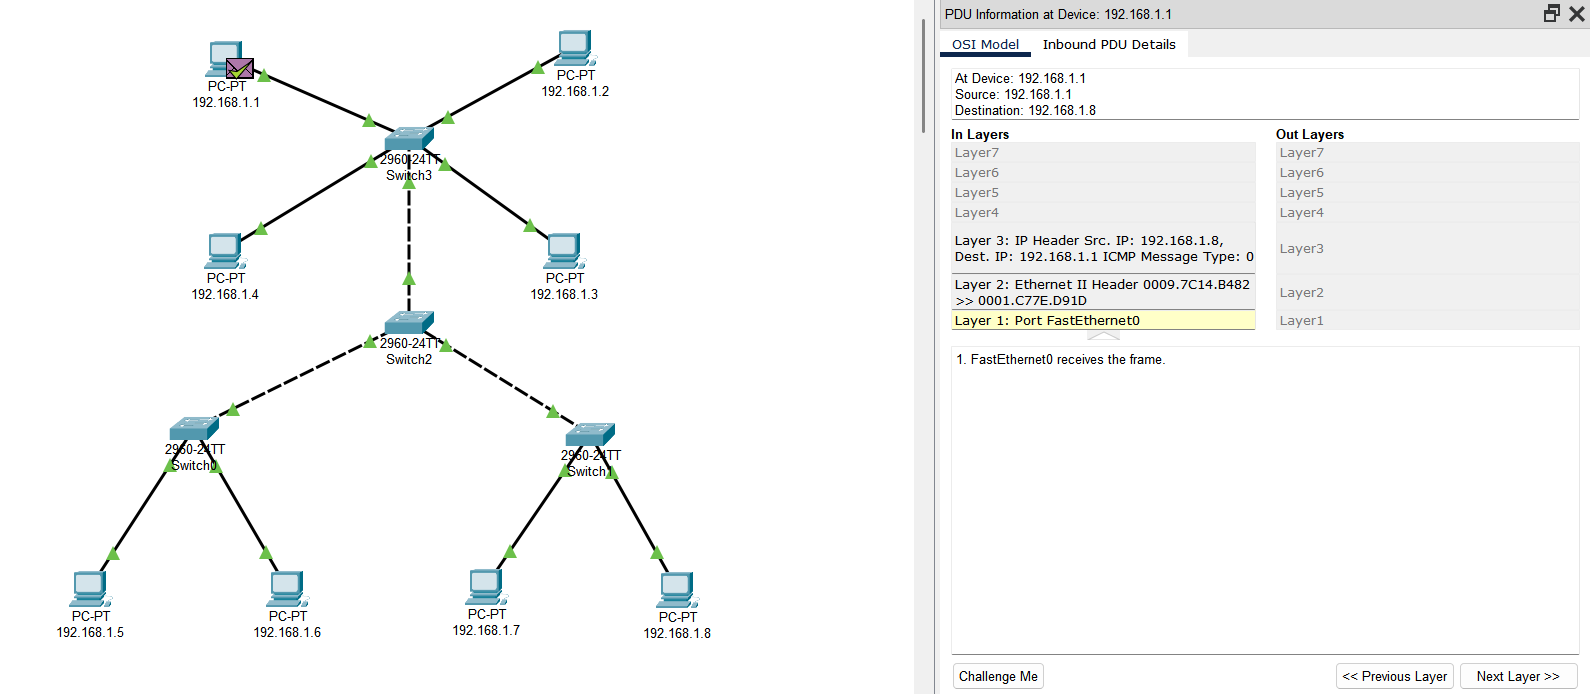 PC-PT
192.168.1.1
PC-PT
192.168.1.2
2960-24TT
Switch3
PC-PT
192.168.1.4
PC-PT
192.168.1.3
2960-24TT
Switch2
2960-24TT
Switch0
2960-24TT
Switch1
PC-PT
192.168.1.5
PC-PT
192.168.1.6
PC-PT
192.168.1.7
PC-PT
192.168.1.8
PDU Information at Device: 192.168.1.1
OSI Model
Inbound PDU Details
At Device: 192.168.1.1
Source: 192.168.1.1
Destination: 192.168.1.8
In Layers
Layer7
Layer6
Layer5
Layer4
Layer 3: IP Header Src. IP: 192.168.1.8,
Dest. IP: 192.168.1.1 ICMP Message Type: 0
Layer 2: Ethernet II Header 0009.7C14.B482
>> 0001.C77E.D91D
Layer 1: Port FastEthernet0
Out Layers
Layer7
Layer6
Layer5
Layer4
Layer3
Layer2
Layer1
1. FastEthernet0 receives the frame.
Challenge Me
<< Previous Layer
Next Layer >>